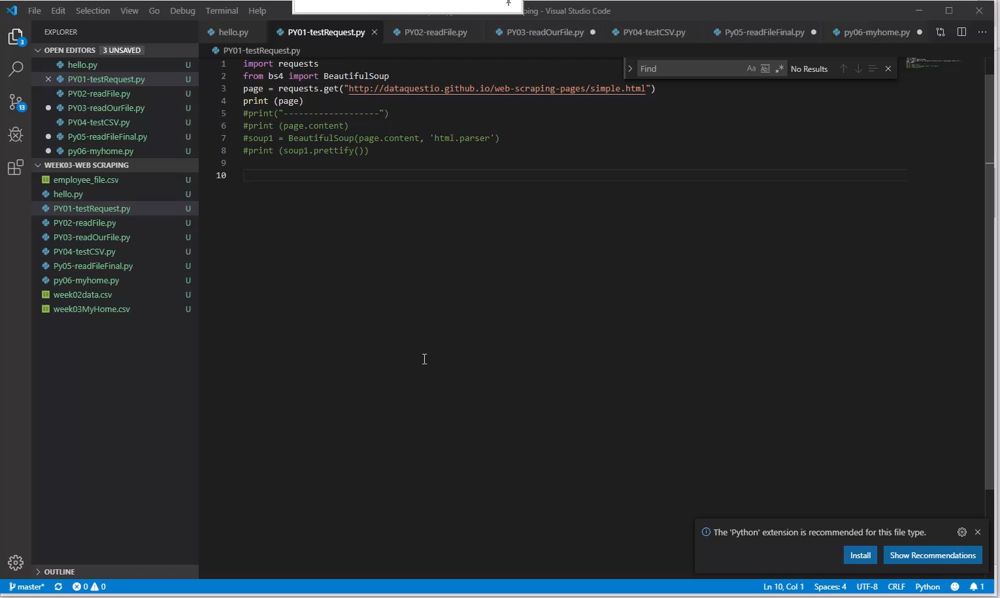 File Edit Selection View Go Debug Terminal Help
ping - Visual Studio Code
EXPLORER
OPEN EDITORS 3 UNSAVED
hello.py U
PY01-testRequest.py U
PY02-readFile.py U
PY03-readOurFile.py U
PY04-testCSV.py U
Py05-readFileFinal.py U
py06-myhome.py U
WEEK03-WEB SCRAPING
employee_file.csv U
hello.py U
PY01-testRequest.py U
PY02-readFile.py U
PY03-readOurFile.py U
PY04-testCSV.py U
Py05-readFileFinal.py U
py06-myhome.py U
week02data.csv U
week03MyHome.csv U
OUTLINE
3
13
hello.py PY01-testRequest.py PY02-readFile.py PY03-readOurFile.py PY04-testCSV.py Py05-readFileFinal.py py06-myhome.py
PY01-testRequest.py
Find Aa Abl .* No Results
1 import requests
2 from bs4 import BeautifulSoup
3 page = requests.get("http://dataquestio.github.io/web-scraping-pages/simple.html")
4 print (page)
5 #print("-------------------")
6 #print (page.content)
7 #soup1 = BeautifulSoup(page.content, 'html.parser')
8 #print (soup1.prettify())
9
10
The 'Python' extension is recommended for this file type.
Install Show Recommendations
master* 0 0 Ln 10, Col 1 Spaces: 4 UTF-8 CRLF Python 1